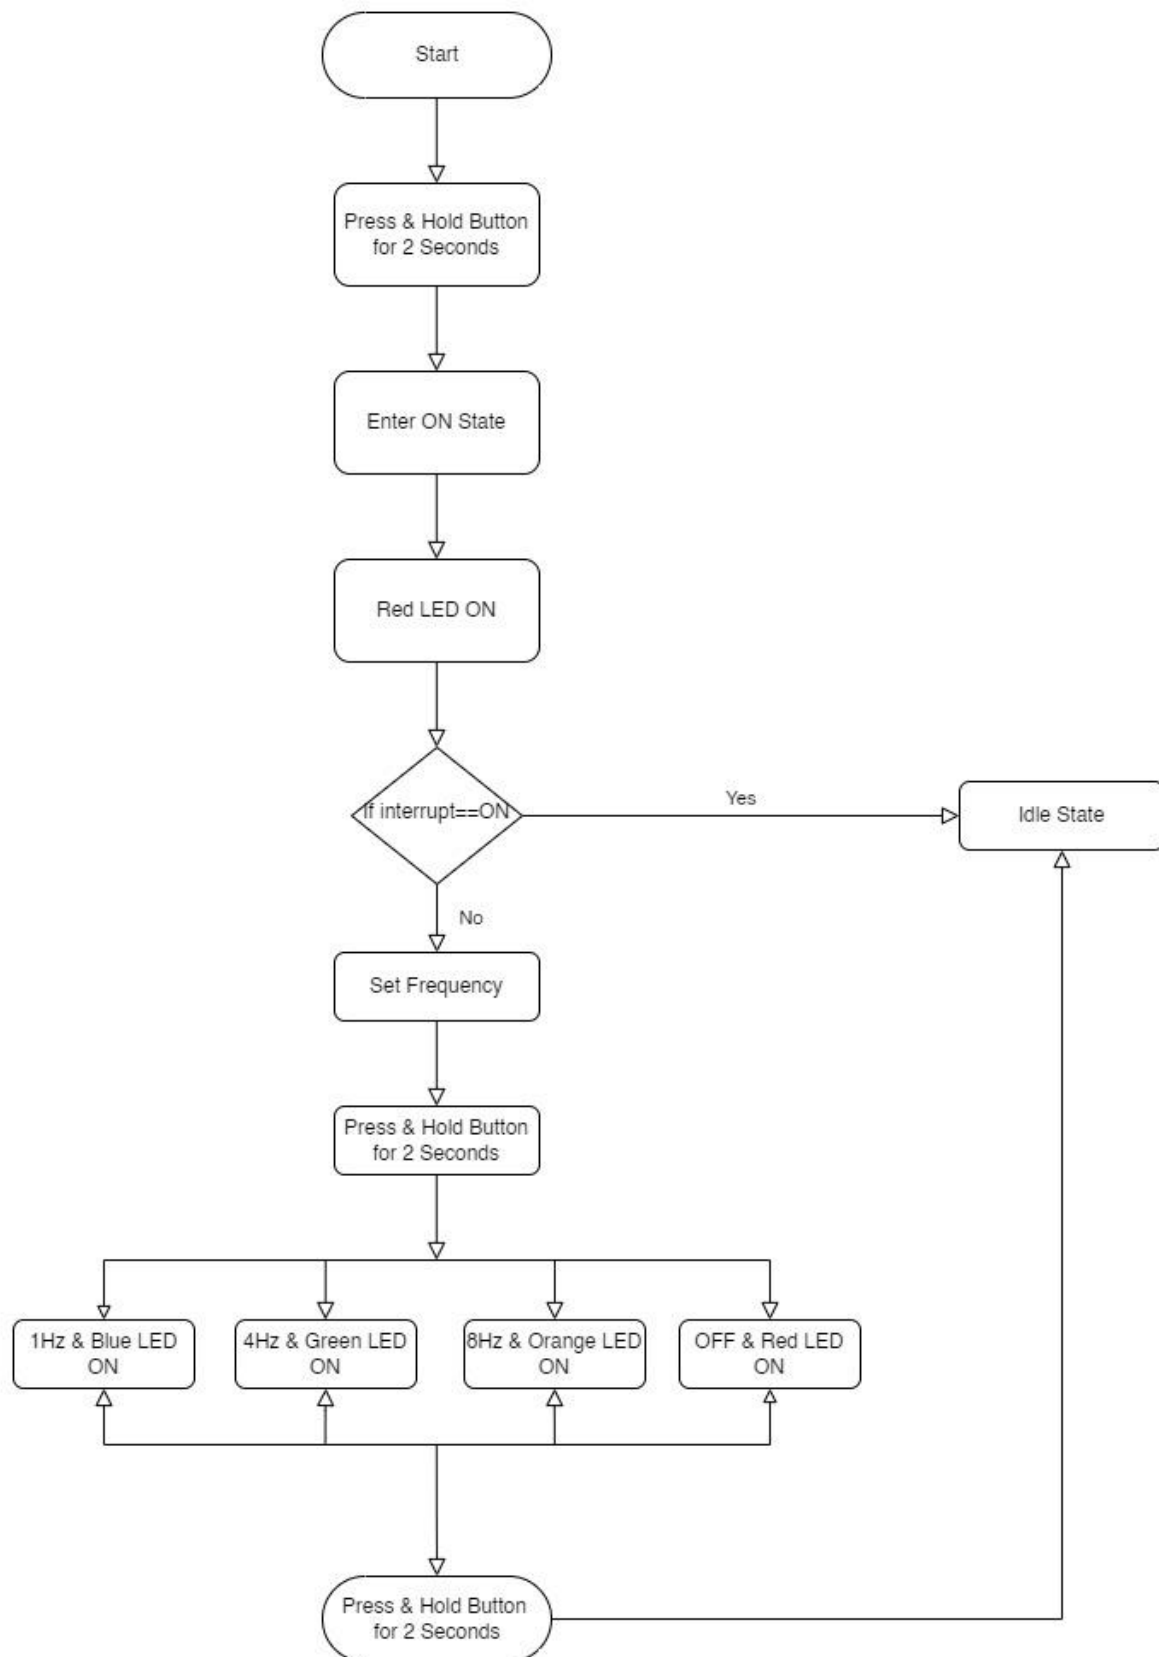 Start
Press & Hold Button
for 2 Seconds
Enter ON State
Red LED ON
If interrupt==ON
Yes
Idle State
No
Set Frequency
Press & Hold Button
for 2 Seconds
1Hz & Blue LED
ON
4Hz & Green LED
ON
8Hz & Orange LED
ON
OFF & Red LED
ON
Press & Hold Button
for 2 Seconds